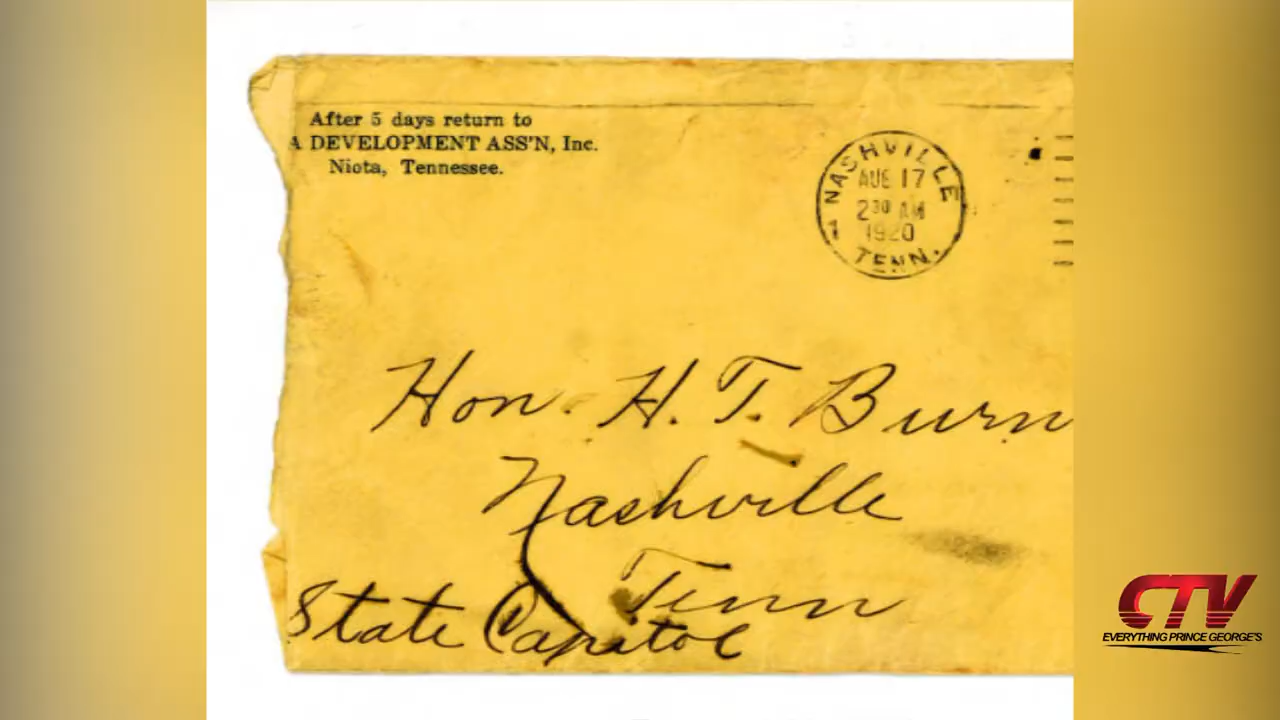 After 5 days return to
A DEVELOPMENT ASS'N, Inc.
Niota, Tennessee.
NASHVILLE
AUG 17
2 30 AM
1920
1 TENN.
Hon. H. T. Burn
Nashville
Tenn
State Capitol
CTV
EVERYTHING PRINCE GEORGE'S